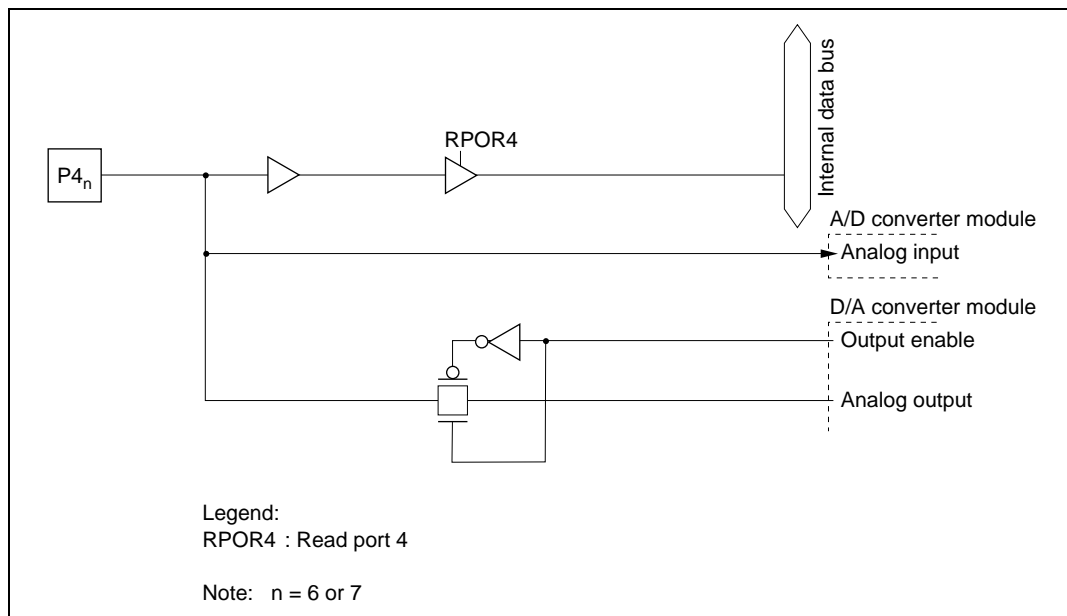 RPOR4
P4n
Internal data bus
A/D converter module
Analog input
D/A converter module
Output enable
Analog output
Legend:
RPOR4 : Read port 4
Note: n = 6 or 7